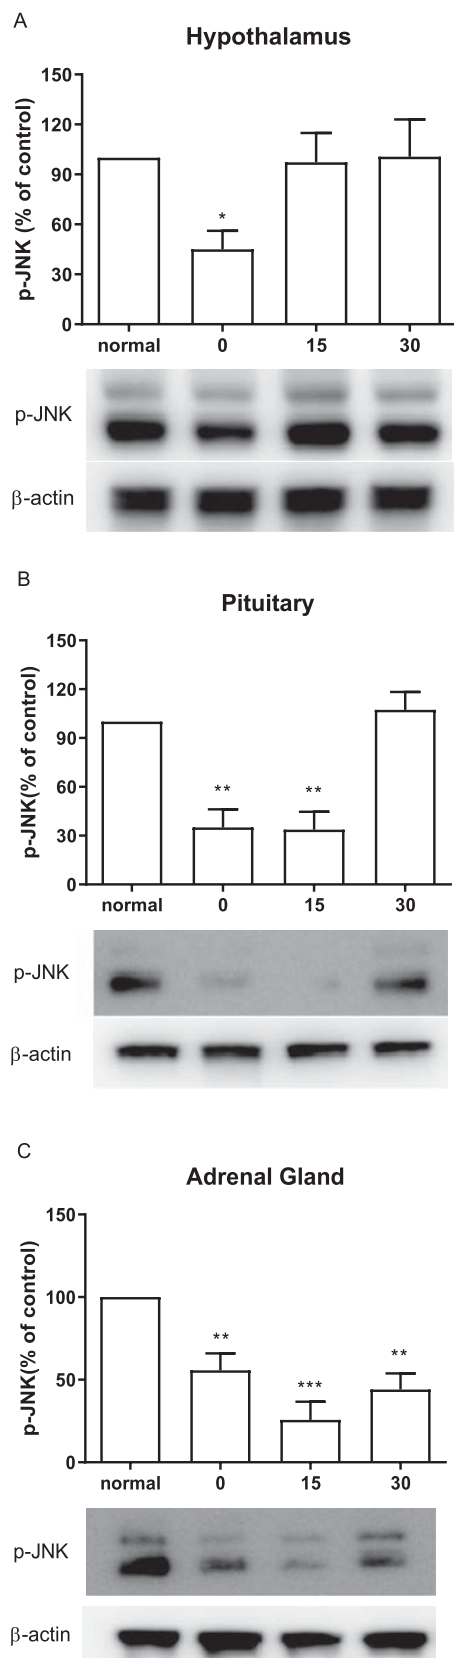 A
Hypothalamus
p-JNK (% of control)
150
120
90
60
30
0
*
normal 0 15 30
p-JNK
β-actin
B
Pituitary
p-JNK(% of control)
150
120
90
60
30
0
** **
normal 0 15 30
p-JNK
β-actin
C
Adrenal Gland
p-JNK(% of control)
150
100
50
0
** *** **
normal 0 15 30
p-JNK
β-actin